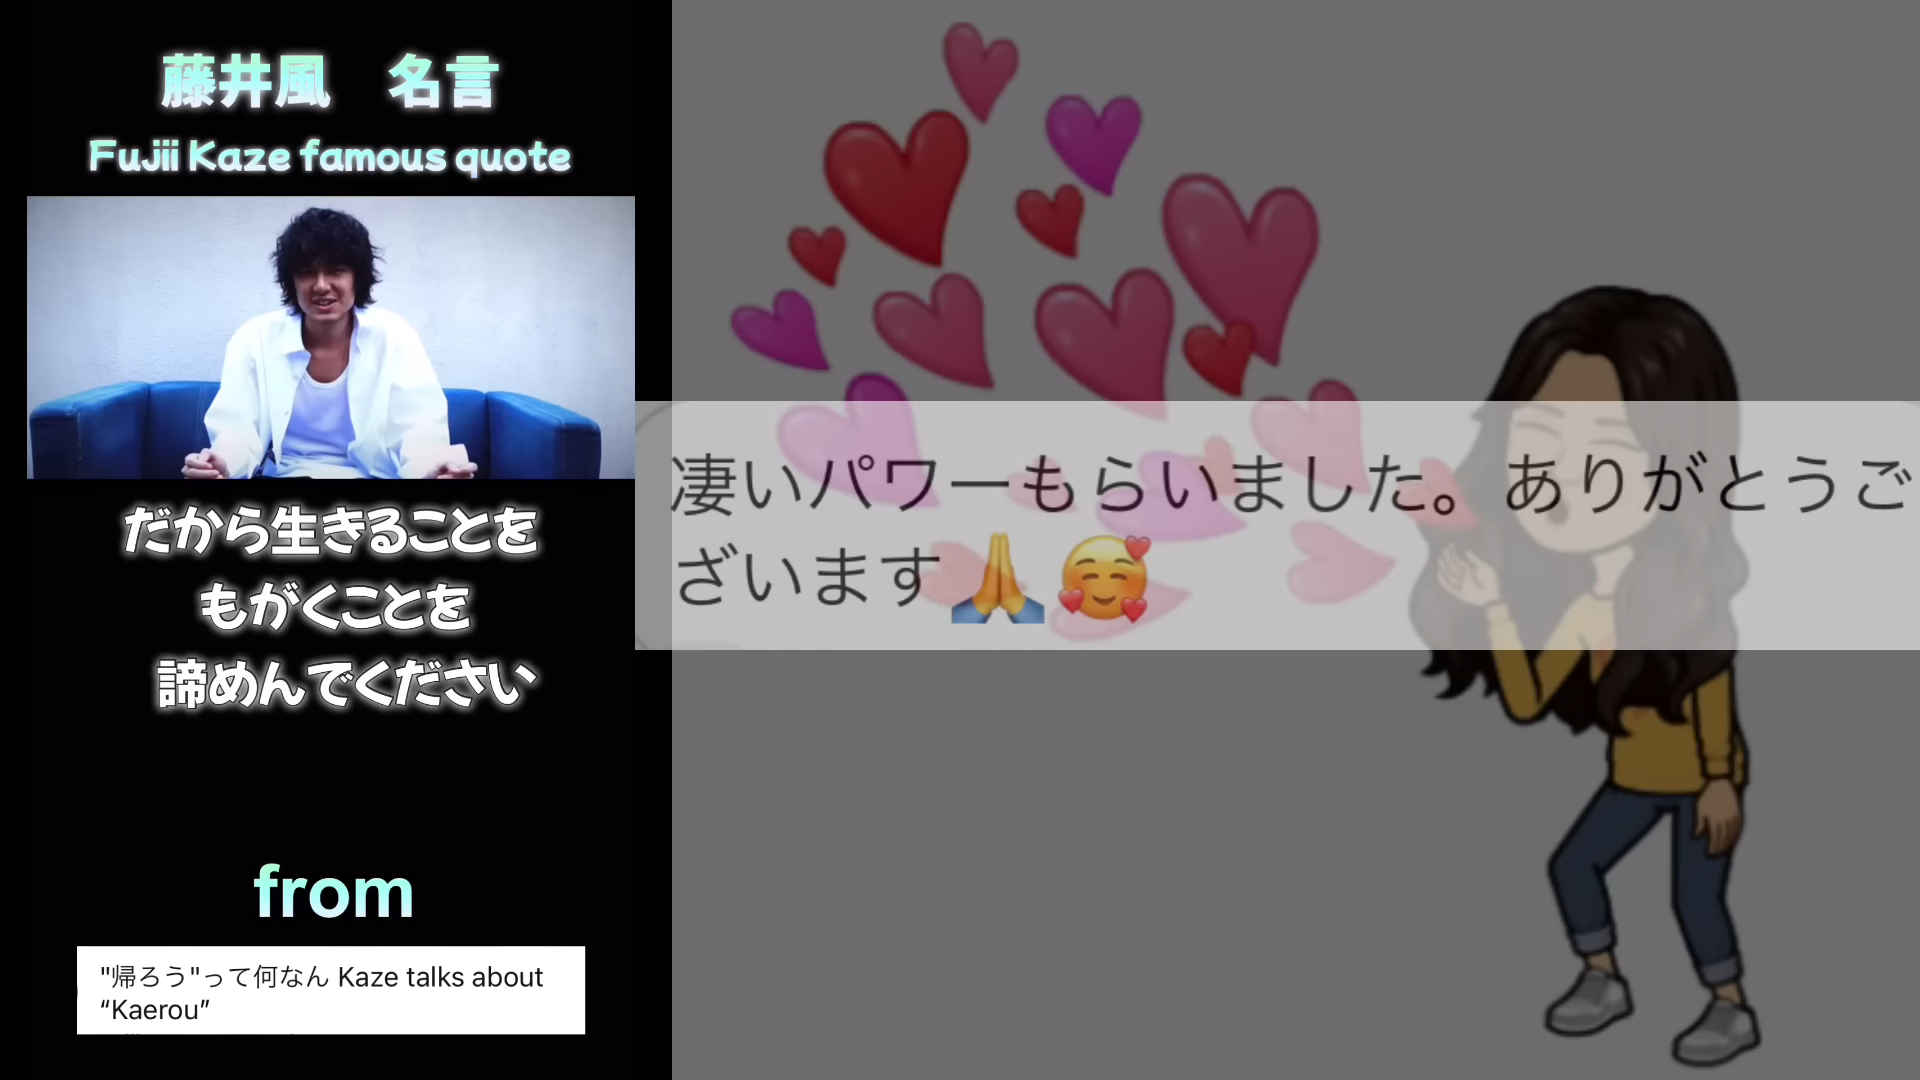 藤井風　名言
Fujii Kaze famous quote
だから生きることを
もがくことを
諦めんでください
from
"帰ろう"って何なん Kaze talks about
“Kaerou”
凄いパワーもらいました。ありがとうご
ざいます🙏🥰